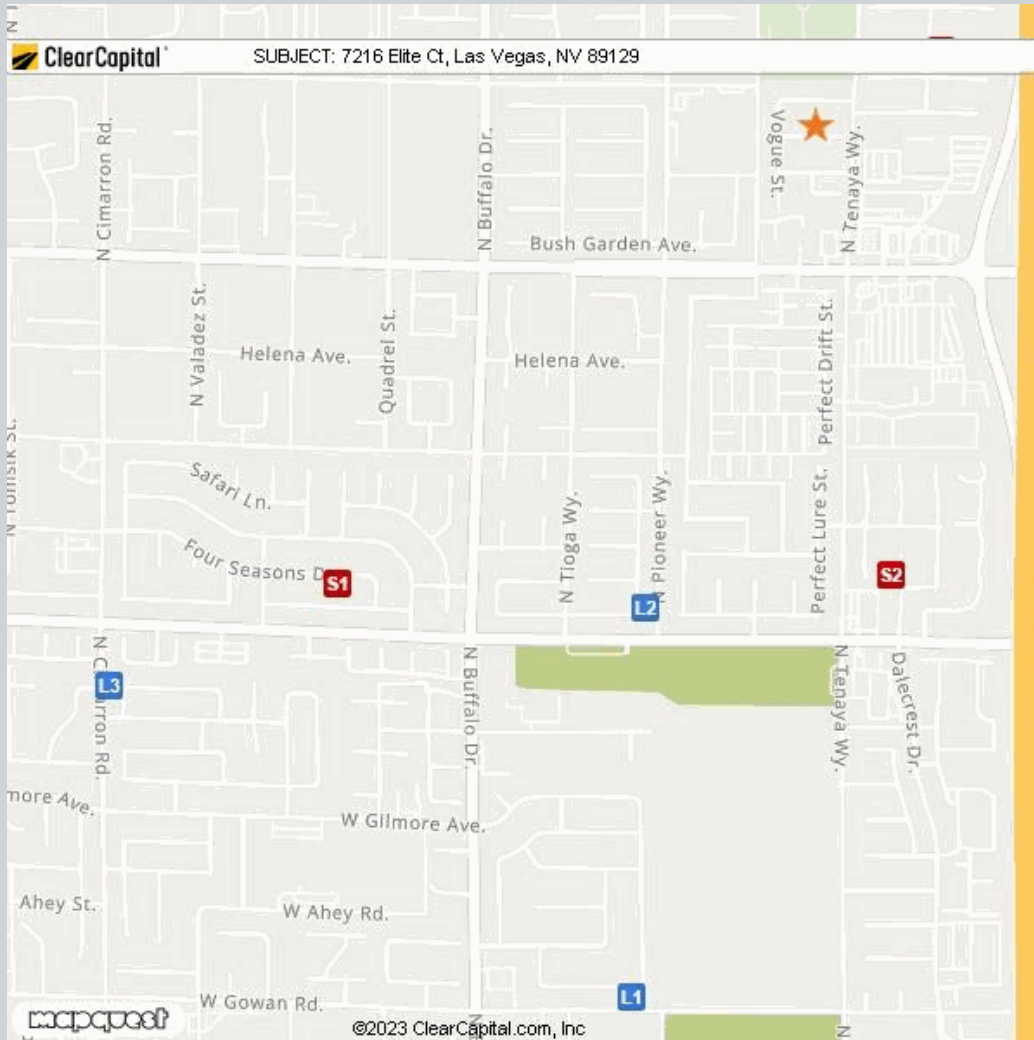 N
ClearCapital
SUBJECT: 7216 Elite Ct, Las Vegas, NV 89129
N Cimarron Rd.
N Buffalo Dr.
Vogue St.
N Tenaya Wy.
Bush Garden Ave.
N Valadez St.
Quadrel St.
Perfect Drift St.
Helena Ave.
Helena Ave.
Safari Ln.
N Tioga Wy.
N Pioneer Wy.
Perfect Lure St.
Four Seasons D
S1
S2
L2
L3
N C
rron Rd.
N Buffalo Dr.
N Tenaya Wy.
Dalecrest Dr.
more Ave.
W Gilmore Ave.
Ahey St.
W Ahey Rd.
L1
W Gowan Rd.
N
N
mapquest
©2023 ClearCapital.com, Inc